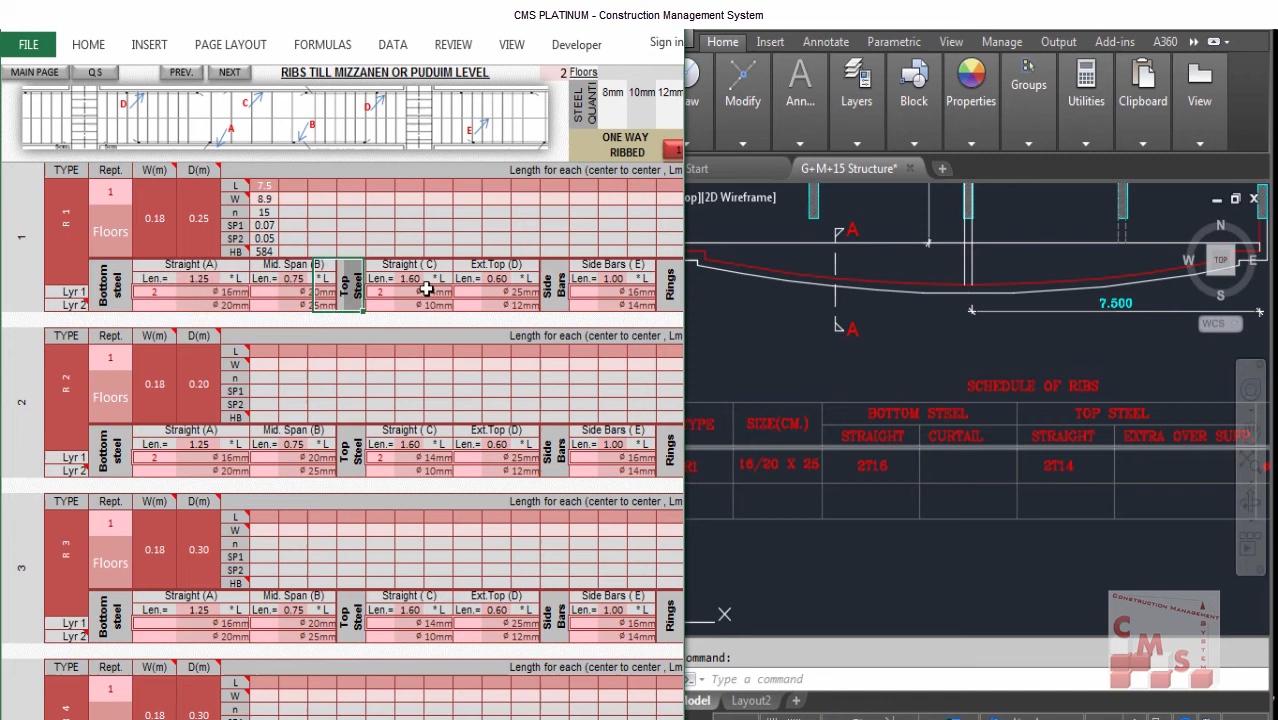 CMS PLATINUM - Construction Management System
FILE HOME INSERT PAGE LAYOUT FORMULAS DATA REVIEW VIEW Developer Sign in
MAIN PAGE Q S PREV. NEXT RIBS TILL MIZZANEN OR PUDUIM LEVEL 2 Floors
STEEL QUANTI 8mm 10mm 12mm
D C D A B E
ONE WAY
RIBBED 1
TYPE Rept. W(m) D(m) Length for each (center to center , Lm
1 R 1 1 Floors 0.18 0.25
L 7.5
W 8.9
n 15
SP1 0.07
SP2 0.05
HB 584
Bottom steel Straight (A) Mid. Span (B) Top Steel Straight ( C) Ext.Top (D) Side Bars Side Bars ( E ) Rings
Len.= 1.25 * L Len.= 0.75 * L Len.= 1.60 * L Len.= 0.60 * L Len.= 1.00 * L
Lyr 1 2 Ø 16mm Ø 20mm 2 Ø 25mm Ø 16mm
Lyr 2 Ø 20mm Ø 25mm Ø 10mm Ø 12mm Ø 14mm
TYPE Rept. W(m) D(m) Length for each (center to center , Lm
2 R 2 1 Floors 0.18 0.20
L
W
n
SP1
SP2
HB
Bottom steel Straight (A) Mid. Span (B) Top Steel Straight ( C) Ext.Top (D) Side Bars Side Bars ( E ) Rings
Len.= 1.25 * L Len.= 0.75 * L Len.= 1.60 * L Len.= 0.60 * L Len.= 1.00 * L
Lyr 1 2 Ø 16mm Ø 20mm 2 Ø 14mm Ø 25mm Ø 16mm
Lyr 2 Ø 20mm Ø 25mm Ø 10mm Ø 12mm Ø 14mm
TYPE Rept. W(m) D(m) Length for each (center to center , Lm
3 R 3 1 Floors 0.18 0.30
L
W
n
SP1
SP2
HB
Bottom steel Straight (A) Mid. Span (B) Top Steel Straight ( C) Ext.Top (D) Side Bars Side Bars ( E ) Rings
Len.= 1.25 * L Len.= 0.75 * L Len.= 1.60 * L Len.= 0.60 * L Len.= 1.00 * L
Lyr 1 Ø 16mm Ø 20mm Ø 14mm Ø 25mm Ø 16mm
Lyr 2 Ø 20mm Ø 25mm Ø 10mm Ø 12mm Ø 14mm
TYPE Rept. W(m) D(m) Length for each (center to center , Lm
R 4 1 Floors 0.18 0.30
L
W
n
Home Insert Annotate Parametric View Manage Output Add-ins A360
aw Modify Ann... Layers Block Properties Groups Utilities Clipboard View
Start G+M+15 Structure*
op][2D Wireframe]
N
W TOP E
S
WCS
A
7.500
A
SCHEDULE OF RIBS
TYPE SIZE(CM.) BOTTOM STEEL TOP STEEL
STRAIGHT CURTAIL STRAIGHT EXTRA OVER SUPP
R1 16/20 X 25 2T16 2T14
X
ommand:
Type a command
odel Layout2
CONSTRUCTION MANAGEMENT
SYSTEM
C M S